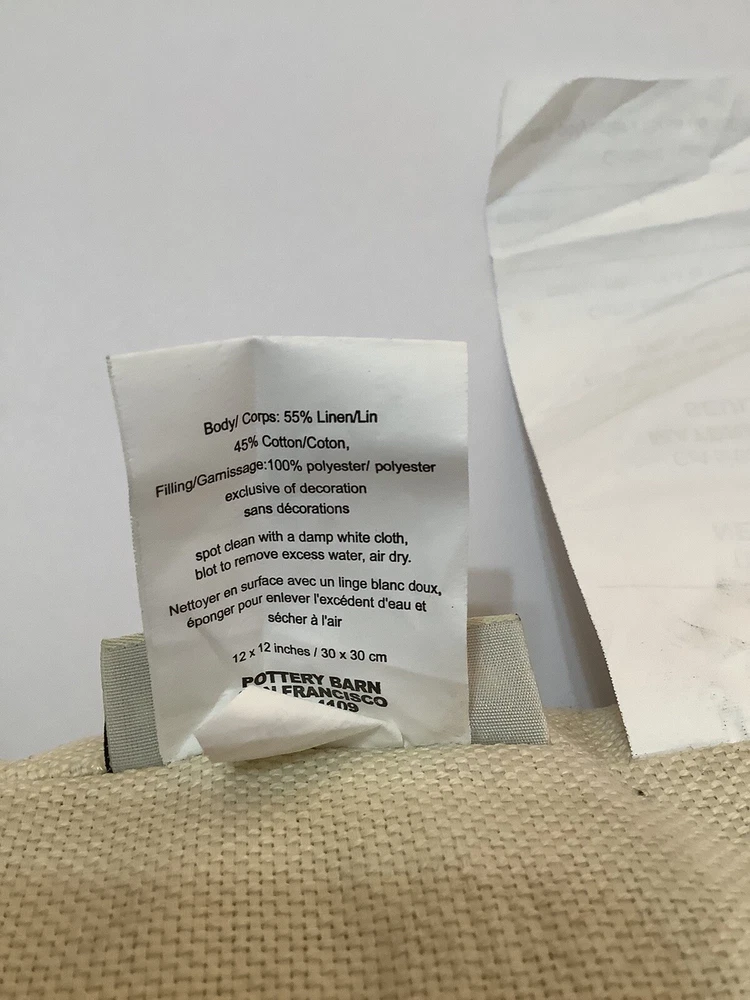 Body/ Corps: 55% Linen/Lin
45% Cotton/Coton,
Filling/Garnissage:100% polyester/ polyester
exclusive of decoration
sans décorations
spot clean with a damp white cloth,
blot to remove excess water, air dry.
Nettoyer en surface avec un linge blanc doux,
éponger pour enlever l'excédent d'eau et
sécher à l'air
12 x 12 inches / 30 x 30 cm
POTTERY BARN
FRANCISCO